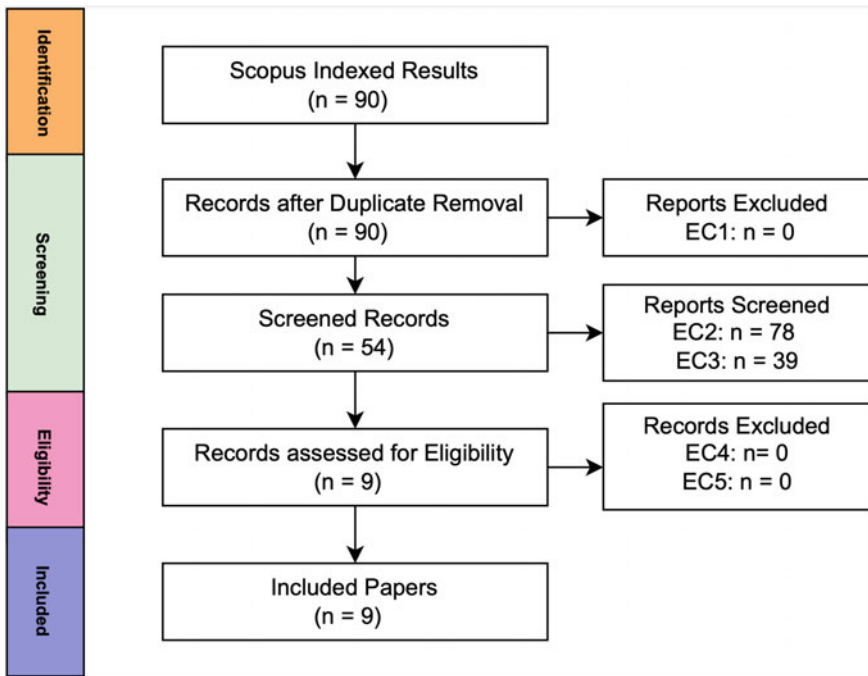 Identification
Scopus Indexed Results
(n = 90)
Screening
Records after Duplicate Removal
(n = 90)
Reports Excluded
EC1: n = 0
Screened Records
(n = 54)
Reports Screened
EC2: n = 78
EC3: n = 39
Eligibility
Records assessed for Eligibility
(n = 9)
Records Excluded
EC4: n= 0
EC5: n = 0
Included
Included Papers
(n = 9)